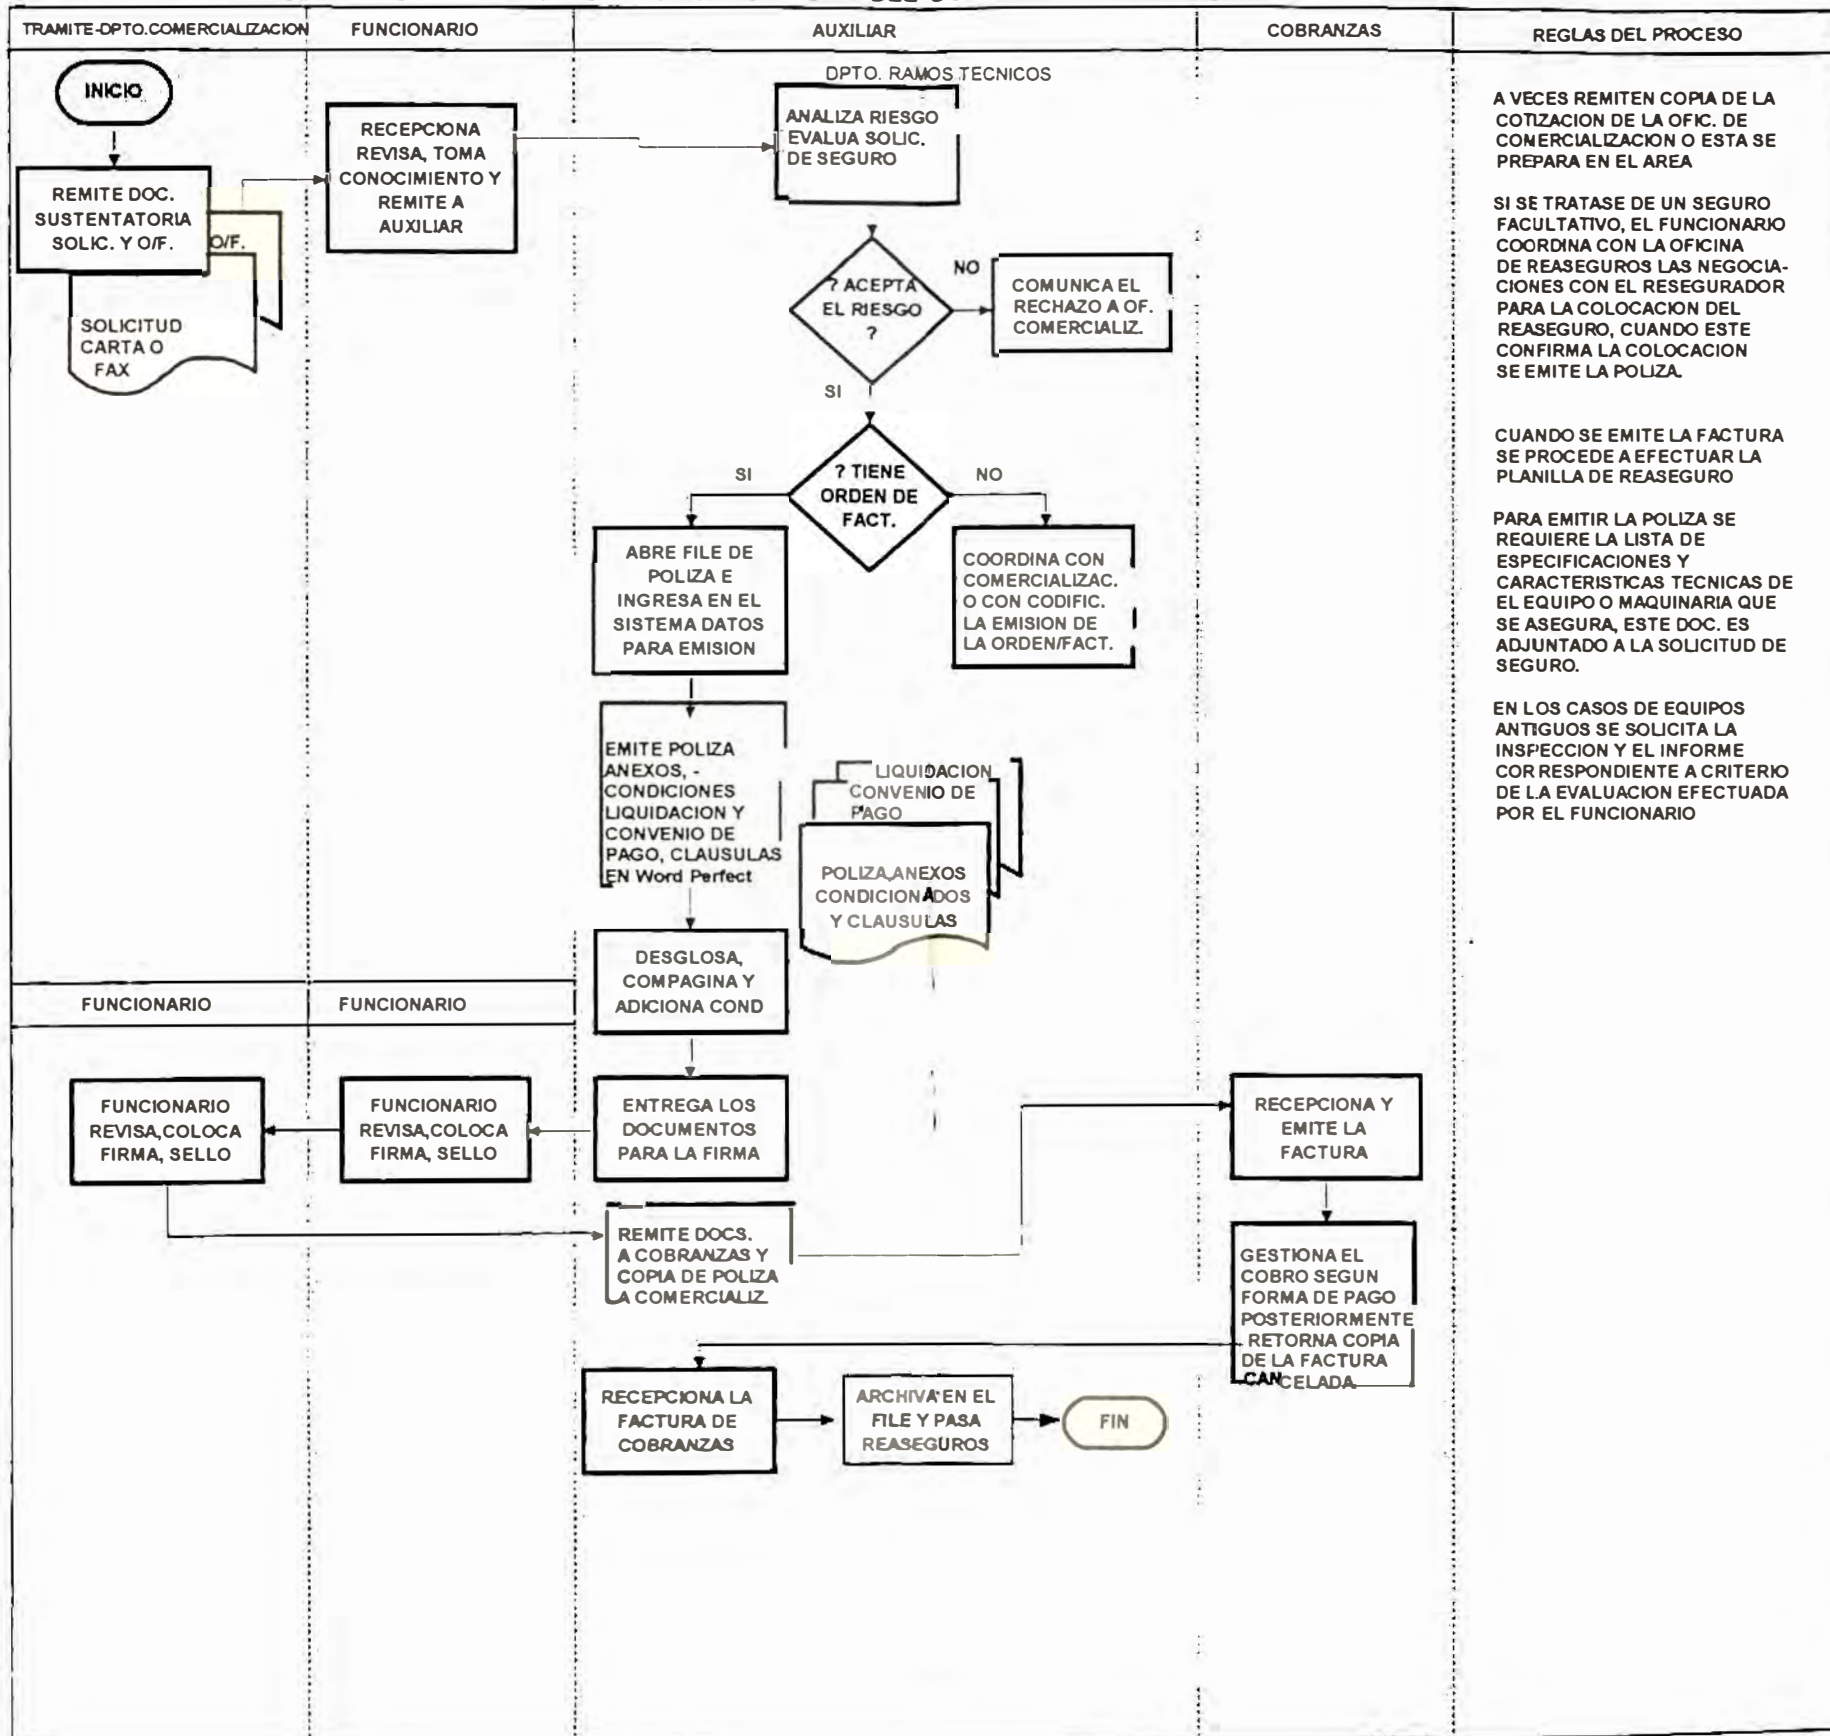 TRAMITE-DPTO.COMERCIALIZACION
FUNCIONARIO
AUXILIAR
COBRANZAS
REGLAS DEL PROCESO
DPTO. RAMOS TECNICOS
INICIO
REMITE DOC.
SUSTENTATORIA
SOLIC. Y O/F.
O/F.
SOLICITUD
CARTA O
FAX
RECEPCIONA
REVISA, TOMA
CONOCIMIENTO Y
REMITE A
AUXILIAR
ANALIZA RIESGO
EVALUA SOLIC.
DE SEGURO
? ACEPTA
EL RIESGO
?
NO
COMUNICA EL
RECHAZO A OF.
COMERCIALIZ.
SI
? TIENE
ORDEN DE
FACT.
SI
NO
ABRE FILE DE
POLIZA E
INGRESA EN EL
SISTEMA DATOS
PARA EMISION
COORDINA CON
COMERCIALIZAC.
O CON CODIFIC.
LA EMISION DE
LA ORDEN/FACT.
EMITE POLIZA
ANEXOS, -
CONDICIONES
LIQUIDACION Y
CONVENIO DE
PAGO, CLAUSULAS
EN Word Perfect
LIQUIDACION
CONVENIO DE
PAGO
POLIZA,ANEXOS
CONDICIONADOS
Y CLAUSULAS
DESGLOSA,
COMPAGINA Y
ADICIONA COND
FUNCIONARIO
FUNCIONARIO
FUNCIONARIO
REVISA,COLOCA
FIRMA, SELLO
FUNCIONARIO
REVISA,COLOCA
FIRMA, SELLO
ENTREGA LOS
DOCUMENTOS
PARA LA FIRMA
RECEPCIONA Y
EMITE LA
FACTURA
REMITE DOCS.
A COBRANZAS Y
COPIA DE POLIZA
A COMERCIALIZ.
GESTIONA EL
COBRO SEGUN
FORMA DE PAGO
POSTERIORMENTE
RETORNA COPIA
DE LA FACTURA
CANCELADA
RECEPCIONA LA
FACTURA DE
COBRANZAS
ARCHIVA EN EL
FILE Y PASA
REASEGUROS
FIN
A VECES REMITEN COPIA DE LA
COTIZACION DE LA OFIC. DE
COMERCIALIZACION O ESTA SE
PREPARA EN EL AREA
SI SE TRATASE DE UN SEGURO
FACULTATIVO, EL FUNCIONARIO
COORDINA CON LA OFICINA
DE REASEGUROS LAS NEGOCIA-
CIONES CON EL RESEGURADOR
PARA LA COLOCACION DEL
REASEGURO, CUANDO ESTE
CONFIRMA LA COLOCACION
SE EMITE LA POLIZA.
CUANDO SE EMITE LA FACTURA
SE PROCEDE A EFECTUAR LA
PLANILLA DE REASEGURO
PARA EMITIR LA POLIZA SE
REQUIERE LA LISTA DE
ESPECIFICACIONES Y
CARACTERISTICAS TECNICAS DE
EL EQUIPO O MAQUINARIA QUE
SE ASEGURA, ESTE DOC. ES
ADJUNTADO A LA SOLICITUD DE
SEGURO.
EN LOS CASOS DE EQUIPOS
ANTIGUOS SE SOLICITA LA
INSPECCION Y EL INFORME
CORRESPONDIENTE A CRITERIO
DE LA EVALUACION EFECTUADA
POR EL FUNCIONARIO